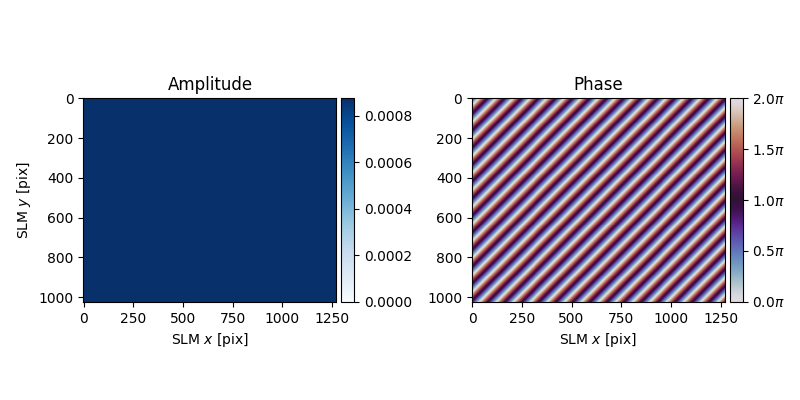 Amplitude
0
200
400
600
800
1000
SLM y [pix]
0 250 500 750 1000 1250
SLM x [pix]
0.0008
0.0006
0.0004
0.0002
0.0000
Phase
0
200
400
600
800
1000
0 250 500 750 1000 1250
SLM x [pix]
2.0π
1.5π
1.0π
0.5π
0.0π